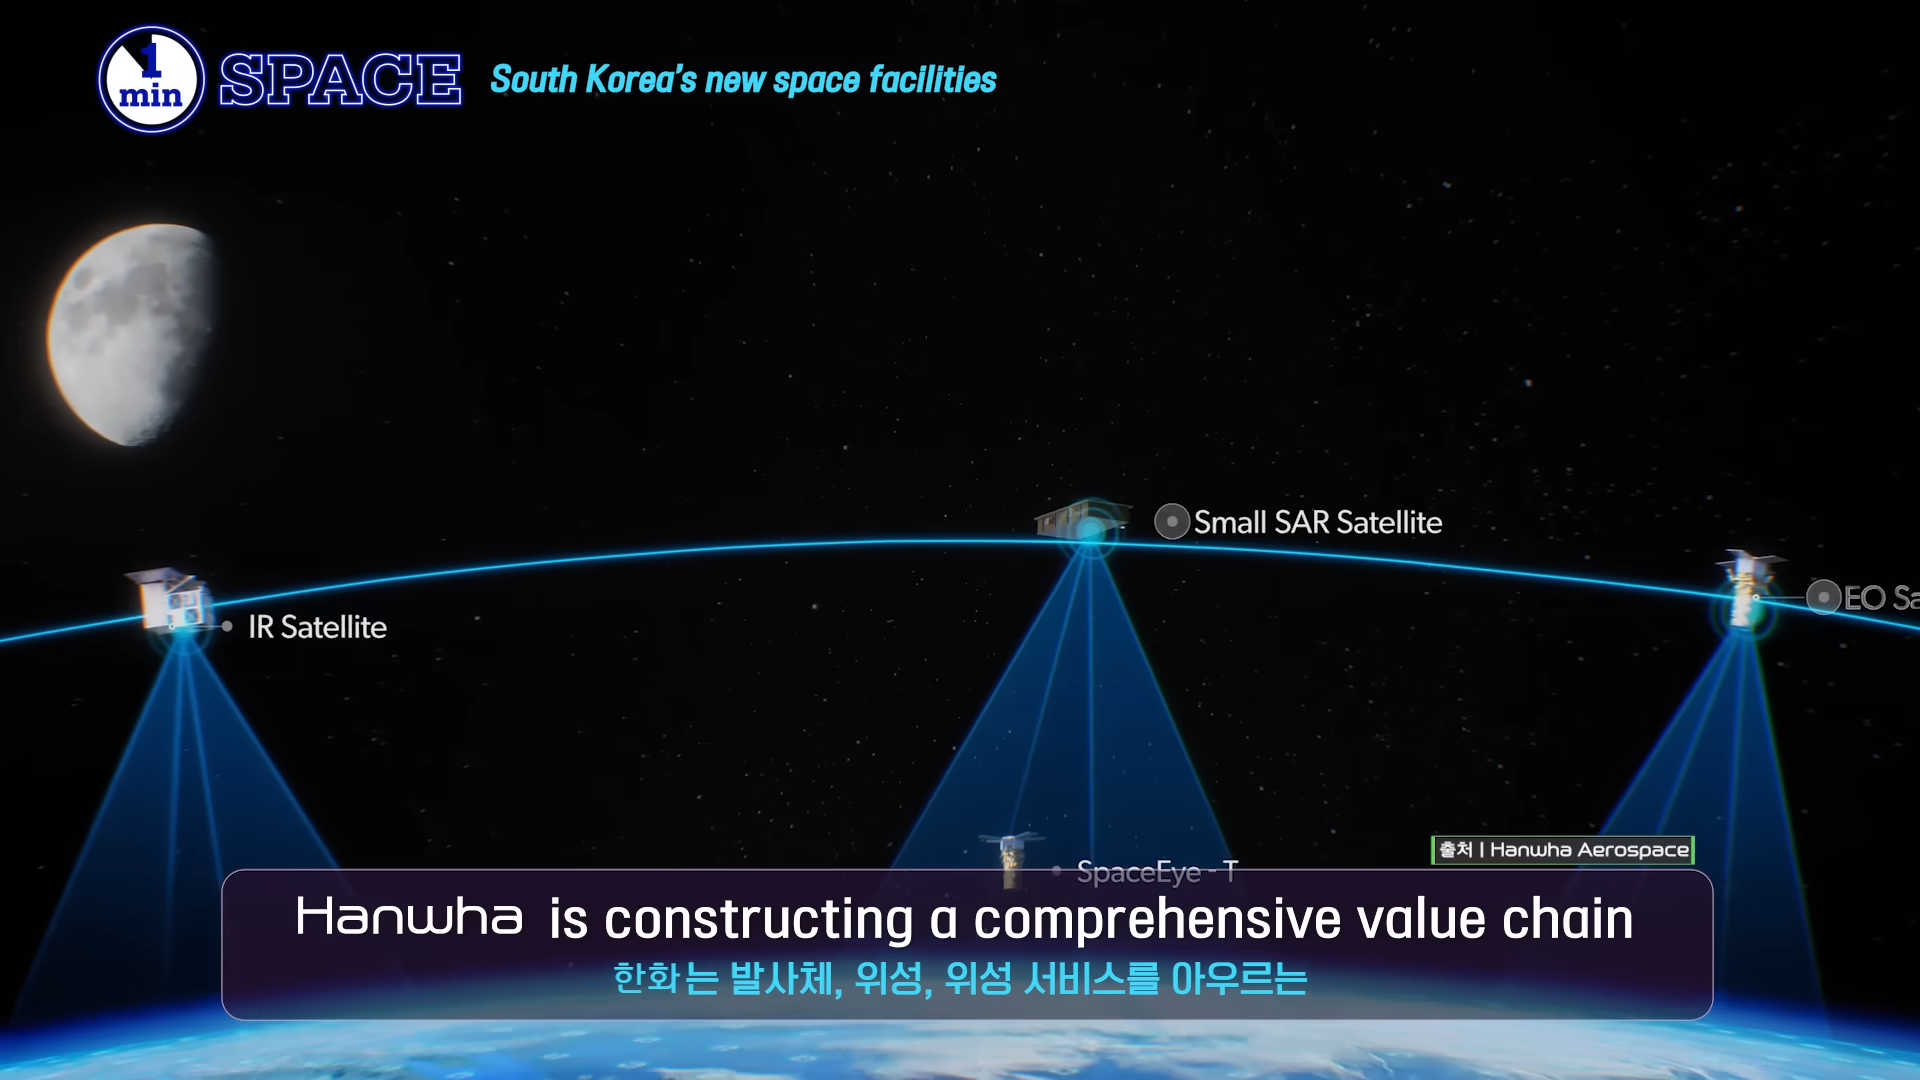 1 min SPACE South Korea's new space facilities
Small SAR Satellite
EO
IR Satellite
출처 | Hanwha Aerospace
SpaceEye - T
Hanwha is constructing a comprehensive value chain
한화는 발사체, 위성, 위성 서비스를 아우르는